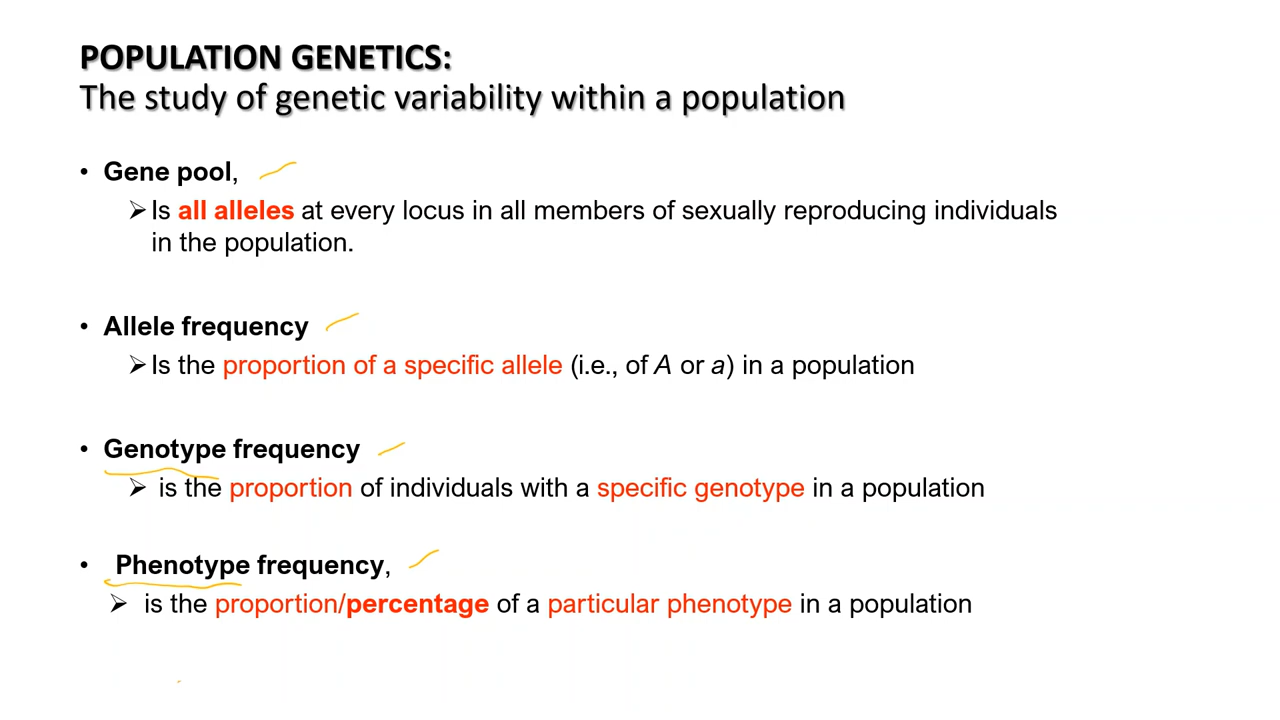 POPULATION GENETICS:
The study of genetic variability within a population
• Gene pool,
➢ Is all alleles at every locus in all members of sexually reproducing individuals
in the population.
• Allele frequency
➢ Is the proportion of a specific allele (i.e., of A or a) in a population
• Genotype frequency
➢ is the proportion of individuals with a specific genotype in a population
• Phenotype frequency,
➢ is the proportion/percentage of a particular phenotype in a population